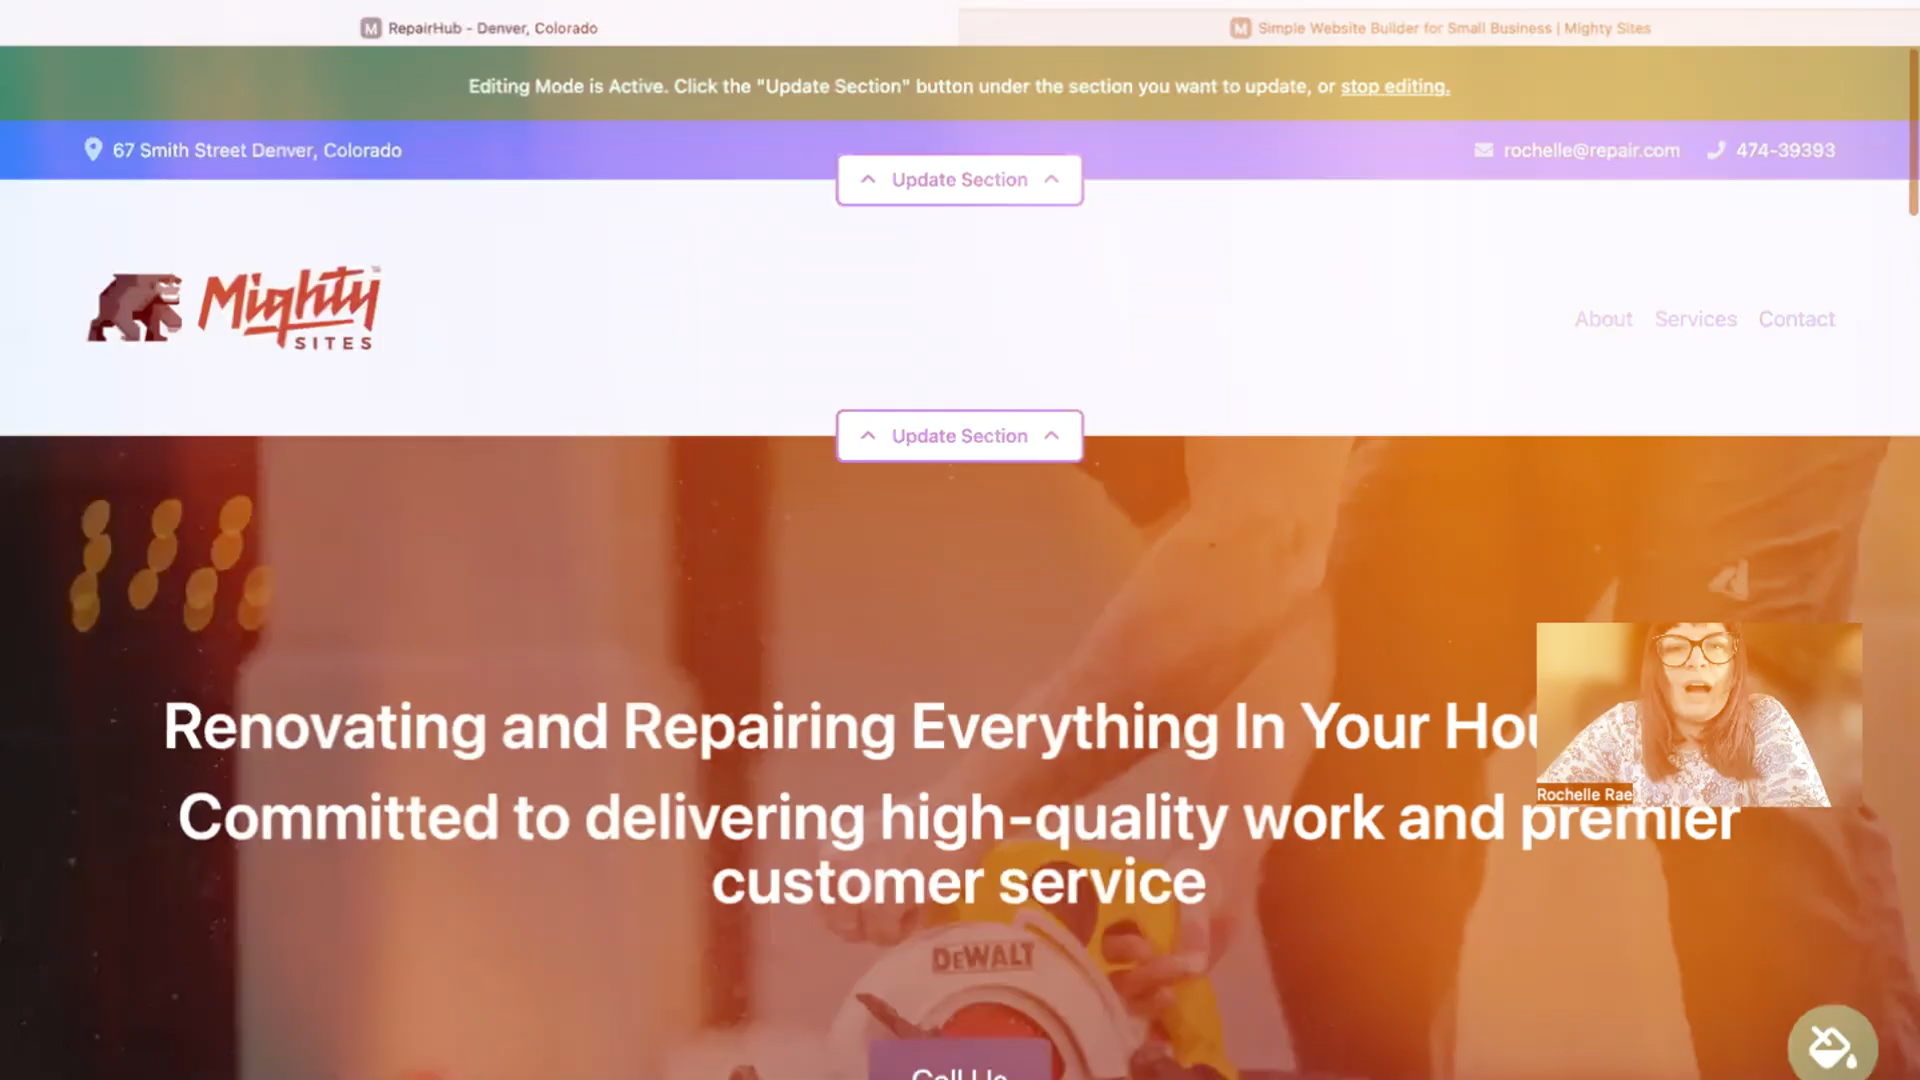 RepairHub - Denver, Colorado
Simple Website Builder for Small Business | Mighty Sites
Editing Mode is Active. Click the "Update Section" button under the section you want to update, or stop editing.
67 Smith Street Denver, Colorado
rochelle@repair.com
474-39393
Update Section
Mighty
SITES
About
Services
Contact
Update Section
Renovating and Repairing Everything In Your
Rochelle Rae
Committed to delivering high-quality work and premier
customer service
DEWALT
Call Us